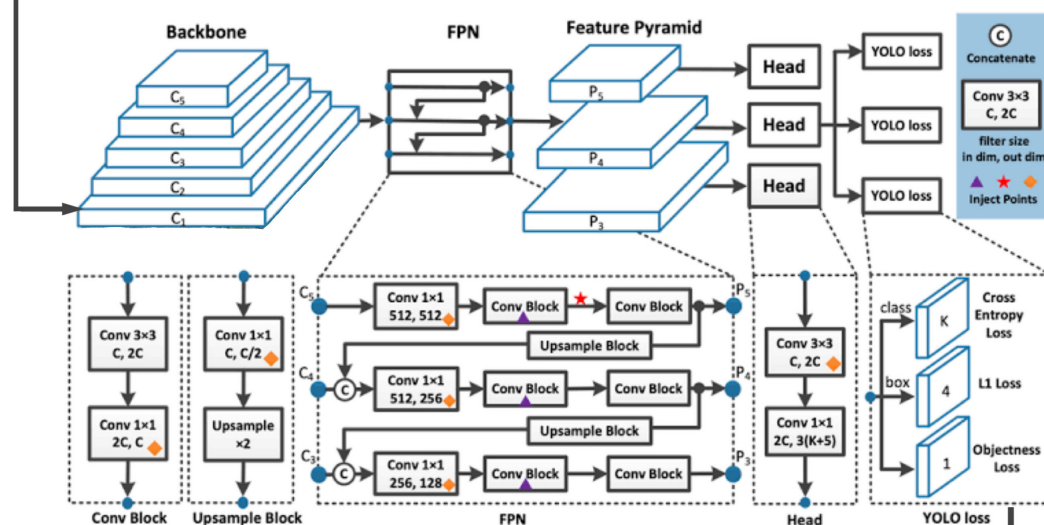 Backbone
FPN
Feature Pyramid
C5
C4
C3
C2
C1
P5
P4
P3
Head
Head
Head
YOLO loss
YOLO loss
YOLO loss
C
Concatenate
Conv 3×3
C, 2C
filter size
in dim, out dim
Inject Points
Conv 3×3
C, 2C
Conv 1×1
2C, C
Conv Block
Conv 1×1
C, C/2
Upsample
×2
Upsample Block
C5
Conv 1×1
512, 512
Conv Block
Conv Block
P5
Upsample Block
C4
C
Conv 1×1
512, 256
Conv Block
Conv Block
P4
Upsample Block
C3
C
Conv 1×1
256, 128
Conv Block
Conv Block
P3
FPN
Conv 3×3
C, 2C
Conv 1×1
2C, 3(K+5)
Head
class
K
Cross
Entropy
Loss
box
4
L1 Loss
1
Objectness
Loss
YOLO loss